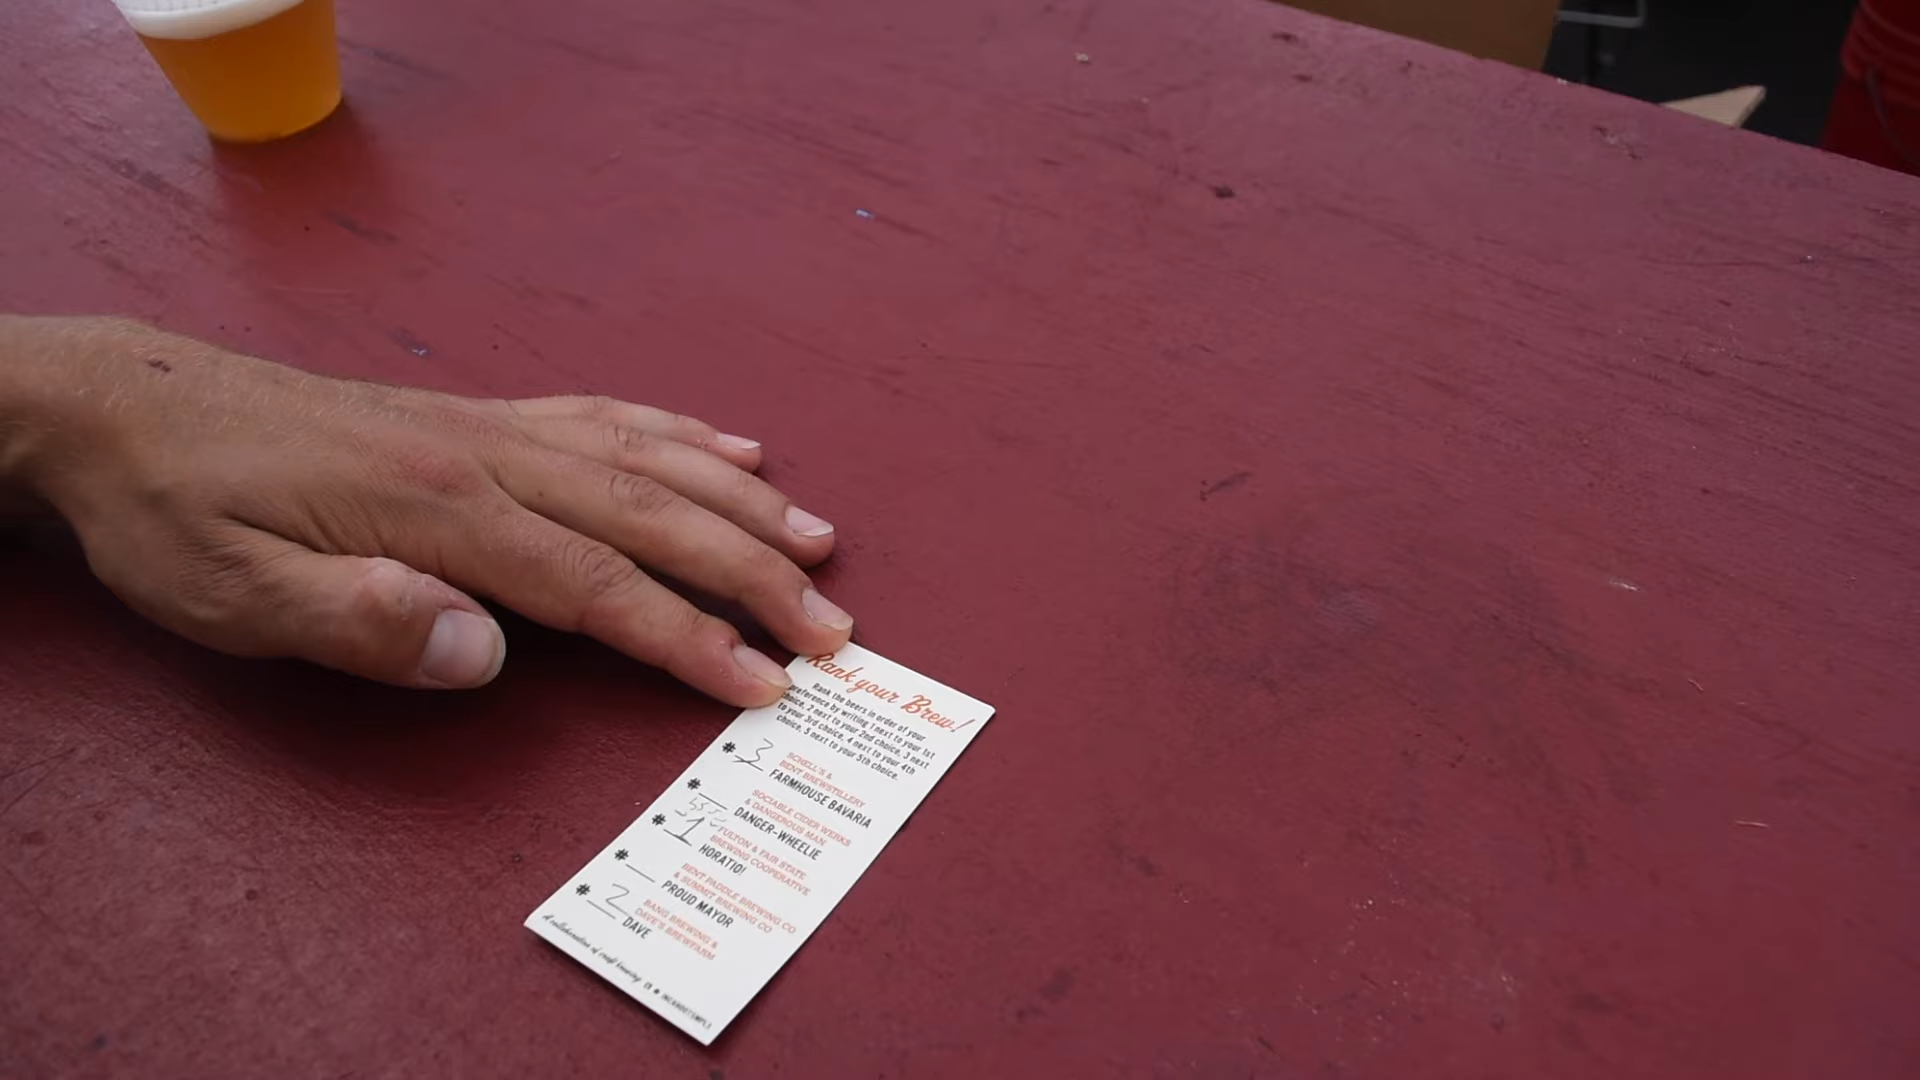 Rank your Brew!
Rank the beers in order of your
preference by writing 1 next to your 1st
choice, 2 next to your 2nd choice, 3 next
to your 3rd choice, 4 next to your 4th
choice, 5 next to your 5th choice.
# 3 SCHELL'S &
BENT BREWSTILLERY
FARMHOUSE BAVARIA
# SOCIABLE CIDER WERKS
& DANGEROUS MAN
DANGER-WHEELIE
# 1 FULTON & FAIR STATE
BREWING COOPERATIVE
HORATIO!
# BENT PADDLE BREWING CO
& SUMMIT BREWING CO
PROUD MAYOR
# 2 BANG BREWING &
DAVE'S BREWFARM
DAVE
A collaboration of craft brewing